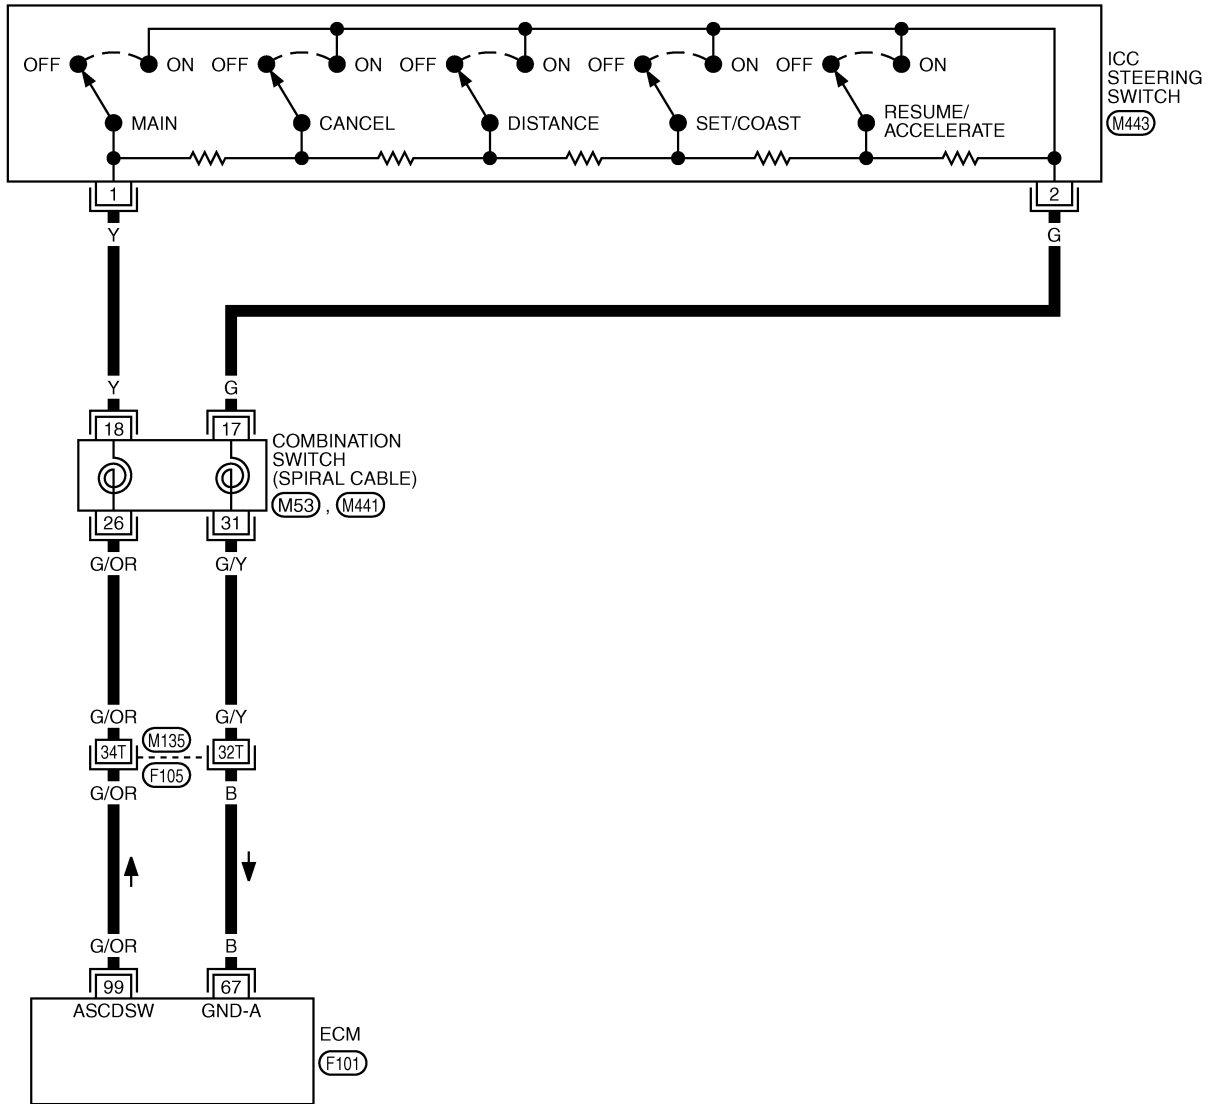 OFF ON OFF ON OFF ON OFF ON OFF ON
ICC
STEERING
SWITCH
M443
MAIN CANCEL DISTANCE SET/COAST RESUME/
ACCELERATE
1 2
Y G
Y G
18 17
COMBINATION
SWITCH
(SPIRAL CABLE)
M53 , M441
26 31
G/OR G/Y
G/OR G/Y
M135
34T 32T
F105
G/OR B
G/OR B
99 67
ASCDSW GND-A
ECM
F101